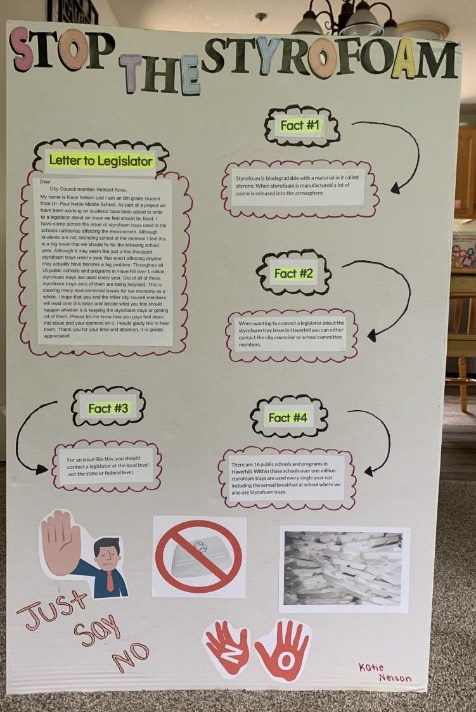 STOP THE STYROFOAM
Letter to Legislator
Dear
City Council member Richard Rosa,
My name is Katie Nelson and I am an 8th grade student
from Dr. Paul Nettle Middle School. As part of a project we
have been working on students have been asked to write
to a legislator about an issue we feel should be fixed. I
have come across the issue of styrofoam trays used in the
schools cafeterias affecting the environment. Although
students are not attending school at the moment I feel this
is a big issue that we should fix for the following school
year. Although it may seem like just a few thousand
styrofoam trays used a year that aren't affecting anyone
they actually have become a big problem. Throughout all
16 public schools and programs in Haverhill over 1 million
styrofoam trays are used every year. Out of all of those
styrofoam trays zero of them are being recycled. This is
causing many environmental issues for our economy as a
whole. I hope that you and the other city council members
will read over this letter and decide what you feel should
happen whether it is keeping the styrofoam trays or getting
rid of them. Please let me know how you guys feel about
this issue and your opinions on it. I would gladly like to hear
them. Thank you for your time and attention, it is greatly
appreciated!
Fact #1
Styrofoam is biodegradable with a material in it called
styrene. When styrofoam is manufactured a lot of
ozone is released in to the atmosphere
Fact #2
When wanting to connect a legislator about the
styrofoam tray issue in Haverhill you can either
contact the city councilor or school committee
members.
Fact #3
For an issue like this, you should
contact a legislator at the local level
not the state or federal level.
Fact #4
There are 16 public schools and programs in
Haverhill. Within those schools over one million
styrofoam trays are used every single year not
including the served breakfast at school where we
also use Styrofoam trays.
JUST
SAY
NO
NO
Katie
Nelson